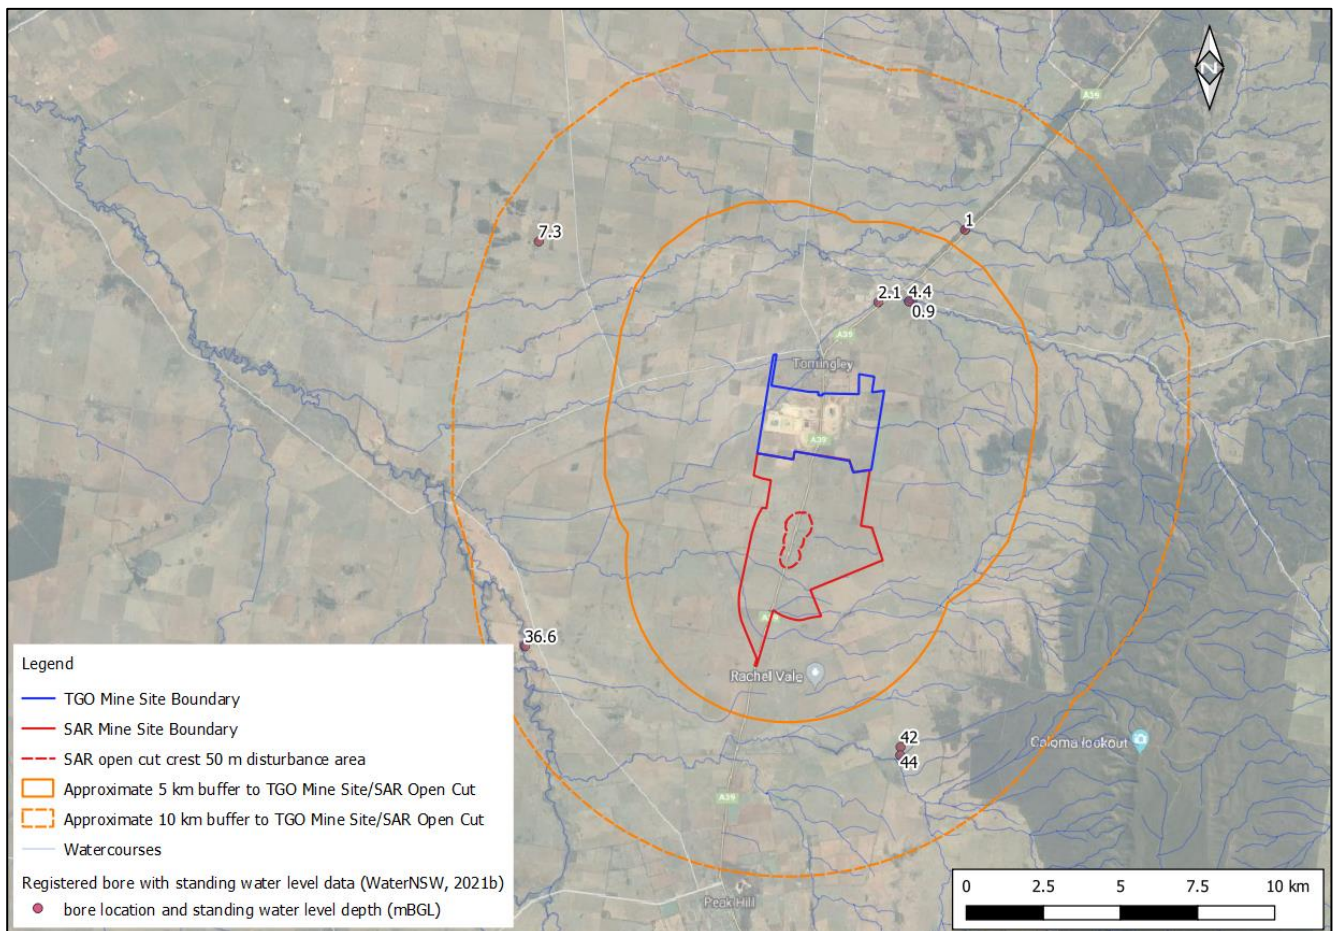 N
A39
1
7.3
2.1
4.4
0.9
A39
Tomingley
A39
36.6
A39
Rachel Vale
42
44
Caloma lookout
A39
Peak Hill
Legend
TGO Mine Site Boundary
SAR Mine Site Boundary
SAR open cut crest 50 m disturbance area
Approximate 5 km buffer to TGO Mine Site/SAR Open Cut
Approximate 10 km buffer to TGO Mine Site/SAR Open Cut
Watercourses
Registered bore with standing water level data (WaterNSW, 2021b)
bore location and standing water level depth (mBGL)
0 2.5 5 7.5 10 km